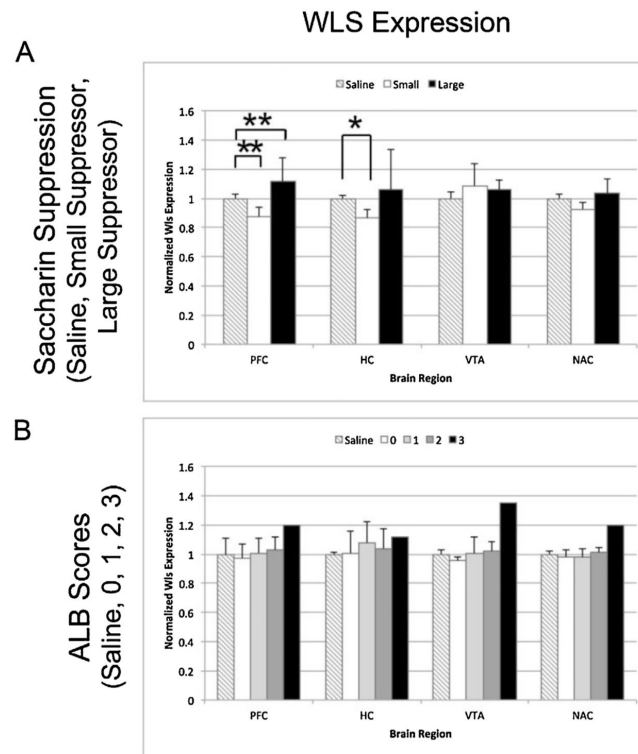 WLS Expression
A
Saccharin Suppression
(Saline, Small Suppressor,
Large Suppressor)
Saline Small Large
Normalized Wls Expression
1.6
1.4
1.2
1
0.8
0.6
0.4
0.2
0
** ** *
PFC HC VTA NAC
Brain Region
B
ALB Scores
(Saline, 0, 1, 2, 3)
Saline 0 1 2 3
Normalized Wls Expression
1.6
1.4
1.2
1
0.8
0.6
0.4
0.2
0
PFC HC VTA NAC
Brain Region